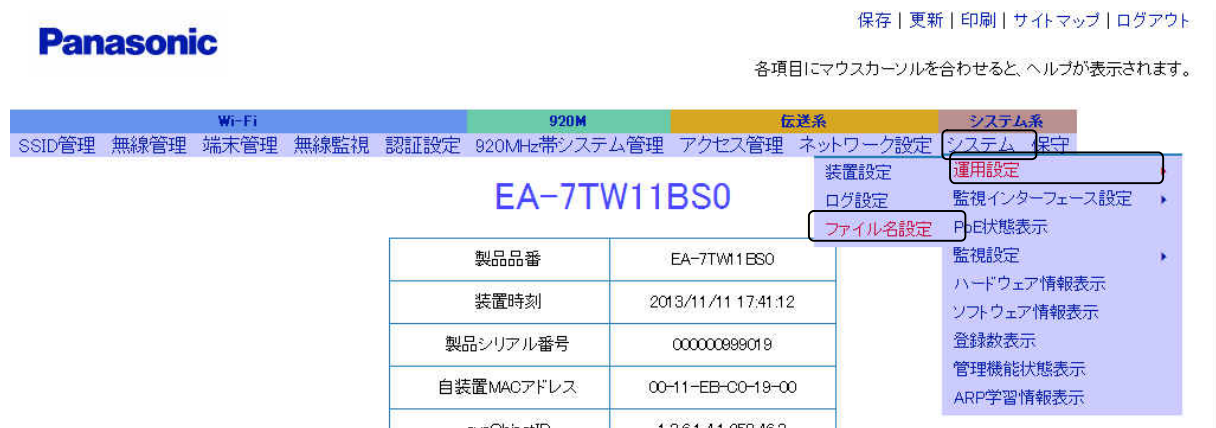 保存 | 更新 | 印刷 | サイトマップ | ログアウト
Panasonic
各項目にマウスカーソルを合わせると、ヘルプが表示されます。
Wi-Fi 920M 伝送系 システム系
SSID管理 無線管理 端末管理 無線監視 認証設定 920MHz帯システム管理 アクセス管理 ネットワーク設定 システム 保守
装置設定 運用設定
ログ設定 監視インターフェース設定
ファイル名設定 PoE状態表示
監視設定
ハードウェア情報表示
ソフトウェア情報表示
登録数表示
管理機能状態表示
ARP学習情報表示
EA-7TW11BS0
製品品番 EA-7TW11BS0
装置時刻 2013/11/11 17:41:12
製品シリアル番号 000000999019
自装置MACアドレス 00-11-EB-C0-19-00